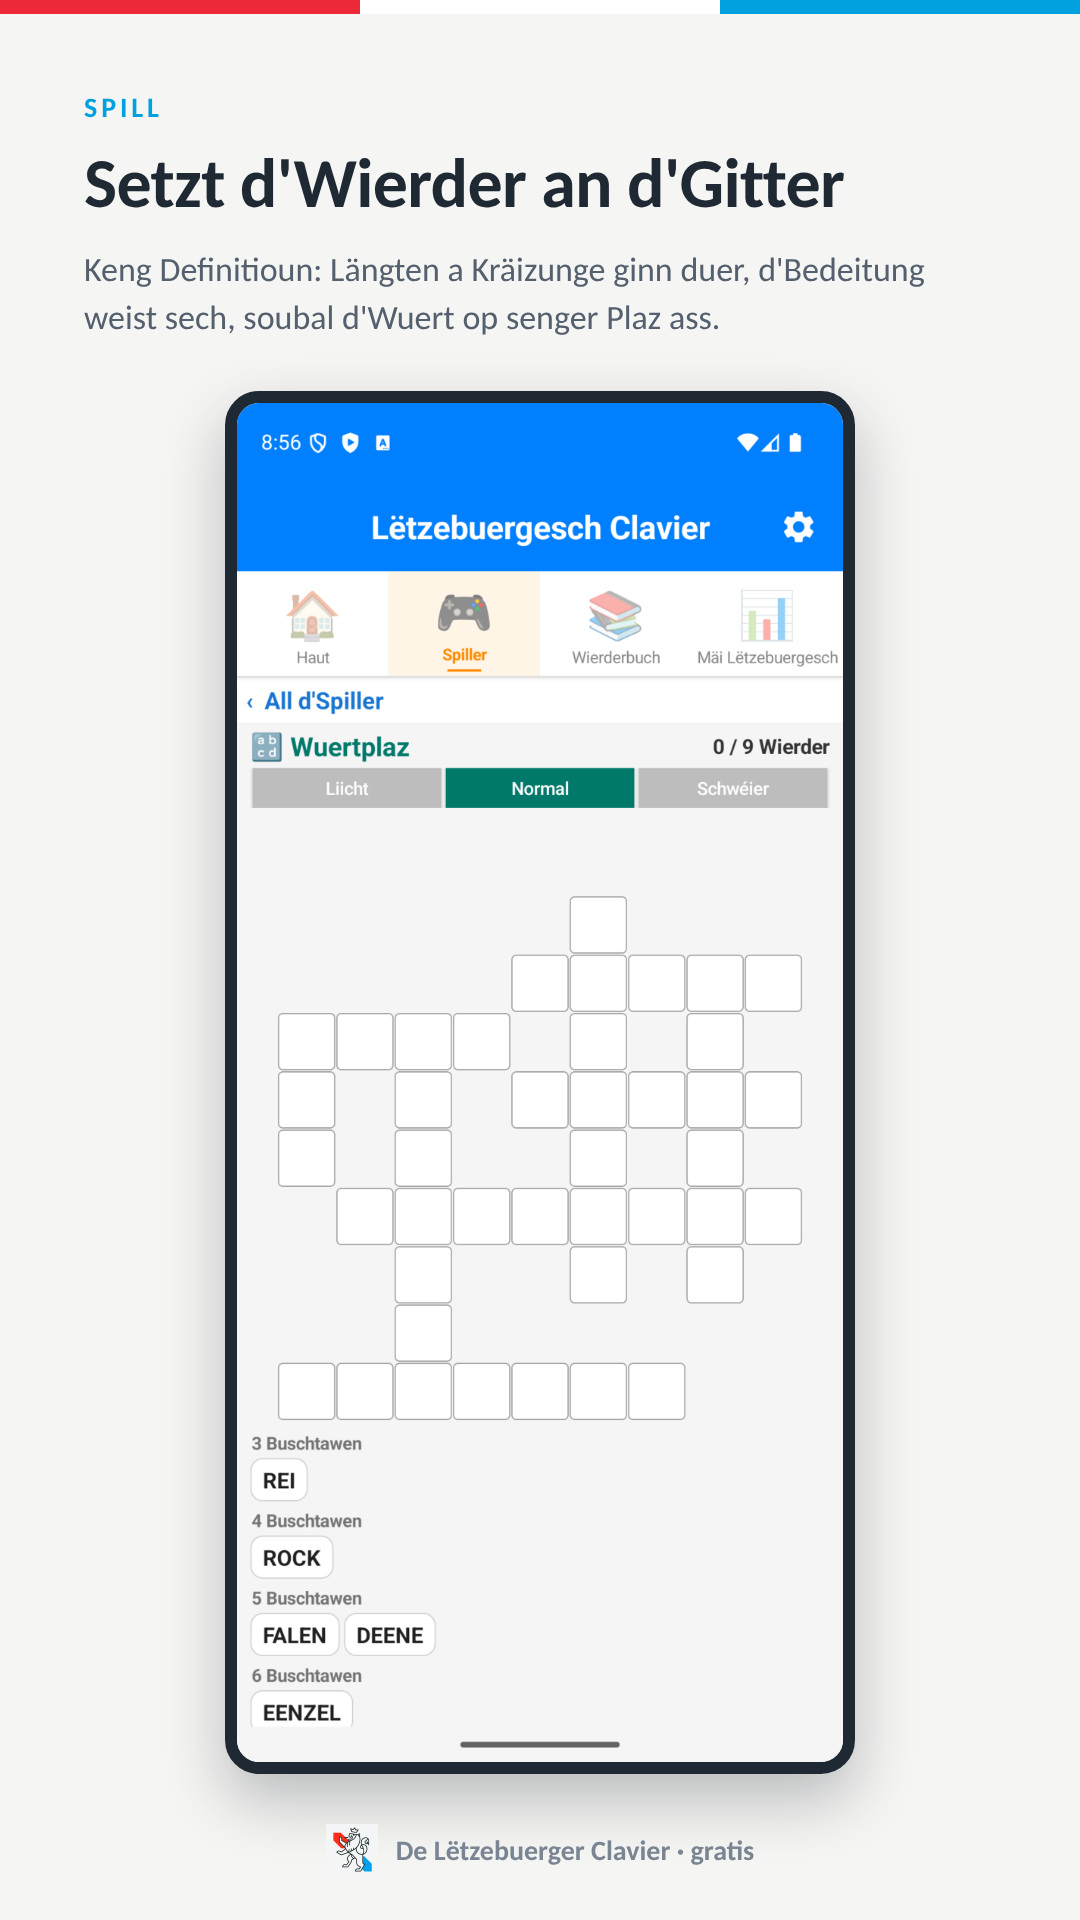 SPILL
Setzt d'Wierder an d'Gitter
Keng Definitioun: Längten a Kräizunge ginn duer, d'Bedeitung
weist sech, soubal d'Wuert op senger Plaz ass.
8:56
Lëtzebuergesch Clavier
Haut
Spiller
Wierderbuch
Mäi Lëtzebuergesch
‹ All d'Spiller
Wuertplaz
0 / 9 Wierder
Liicht
Normal
Schwéier
3 Buschtawen
REI
4 Buschtawen
ROCK
5 Buschtawen
FALEN DEENE
6 Buschtawen
EENZEL
De Lëtzebuerger Clavier · gratis